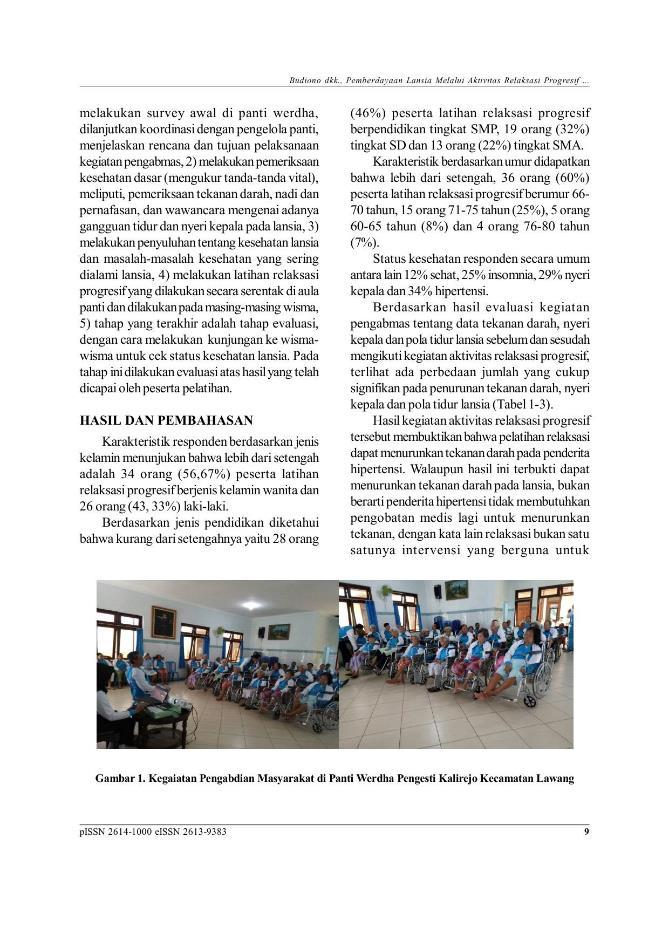 Budiono dkk., Pemberdayaan Lansia Melalui Aktivitas Relaksasi Progresif ...
melakukan survey awal di panti werdha,
dilanjutkan koordinasi dengan pengelola panti,
menjelaskan rencana dan tujuan pelaksanaan
kegiatan pengabmas, 2) melakukan pemeriksaan
kesehatan dasar (mengukur tanda-tanda vital),
meliputi, pemeriksaan tekanan darah, nadi dan
pernafasan, dan wawancara mengenai adanya
gangguan tidur dan nyeri kepala pada lansia, 3)
melakukan penyuluhan tentang kesehatan lansia
dan masalah-masalah kesehatan yang sering
dialami lansia, 4) melakukan latihan relaksasi
progresif yang dilakukan secara serentak di aula
panti dan dilakukan pada masing-masing wisma,
5) tahap yang terakhir adalah tahap evaluasi,
dengan cara melakukan kunjungan ke wisma-
wisma untuk cek status kesehatan lansia. Pada
tahap ini dilakukan evaluasi atas hasil yang telah
dicapai oleh peserta pelatihan.
HASIL DAN PEMBAHASAN
Karakteristik responden berdasarkan jenis
kelamin menunjukan bahwa lebih dari setengah
adalah 34 orang (56,67%) peserta latihan
relaksasi progresif berjenis kelamin wanita dan
26 orang (43, 33%) laki-laki.
Berdasarkan jenis pendidikan diketahui
bahwa kurang dari setengahnya yaitu 28 orang
(46%) peserta latihan relaksasi progresif
berpendidikan tingkat SMP, 19 orang (32%)
tingkat SD dan 13 orang (22%) tingkat SMA.
Karakteristik berdasarkan umur didapatkan
bahwa lebih dari setengah, 36 orang (60%)
peserta latihan relaksasi progresif berumur 66-
70 tahun, 15 orang 71-75 tahun (25%), 5 orang
60-65 tahun (8%) dan 4 orang 76-80 tahun
(7%).
Status kesehatan responden secara umum
antara lain 12% sehat, 25% insomnia, 29% nyeri
kepala dan 34% hipertensi.
Berdasarkan hasil evaluasi kegiatan
pengabmas tentang data tekanan darah, nyeri
kepala dan pola tidur lansia sebelum dan sesudah
mengikuti kegiatan aktivitas relaksasi progresif,
terlihat ada perbedaan jumlah yang cukup
signifikan pada penurunan tekanan darah, nyeri
kepala dan pola tidur lansia (Tabel 1-3).
Hasil kegiatan aktivitas relaksasi progresif
tersebut membuktikan bahwa pelatihan relaksasi
dapat menurunkan tekanan darah pada penderita
hipertensi. Walaupun hasil ini terbukti dapat
menurunkan tekanan darah pada lansia, bukan
berarti penderita hipertensi tidak membutuhkan
pengobatan medis lagi untuk menurunkan
tekanan, dengan kata lain relaksasi bukan satu
satunya intervensi yang berguna untuk
Gambar 1. Kegaiatan Pengabdian Masyarakat di Panti Werdha Pengesti Kalirejo Kecamatan Lawang
pISSN 2614-1000 eISSN 2613-9383
9